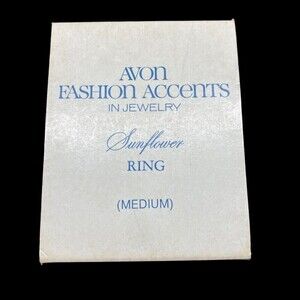 AVON
FASHION ACCENTS
IN JEWELRY
Sunflower
RING
(MEDIUM)